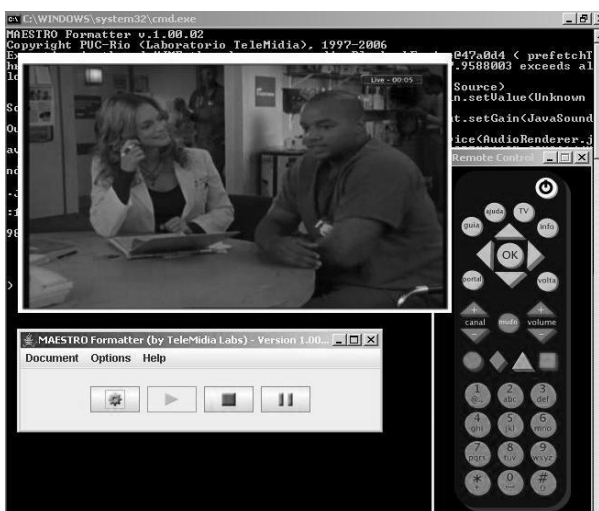 C:\WINDOWS\system32\cmd.exe
MAESTRO Formatter v.1.00.02
Copyright PUC-Rio (Laboratorio TeleMidia), 1997-2006
@47a0d4 ( prefetchT
.9588003 exceeds al
Source)
n.setValue(Unknown
t.setGain(JavaSound
ice(AudioRenderer.j
Live - 00:05
Remote Control
ajuda
TV
guia
info
OK
portal
volta
canal
mudo
volume
1
2
abc
3
def
4
ghi
5
jkl
6
mno
7
pqrs
8
tuv
9
wxyz
*
0
#
MAESTRO Formatter (by TeleMidia Labs) - Version 1.00...
Document Options Help